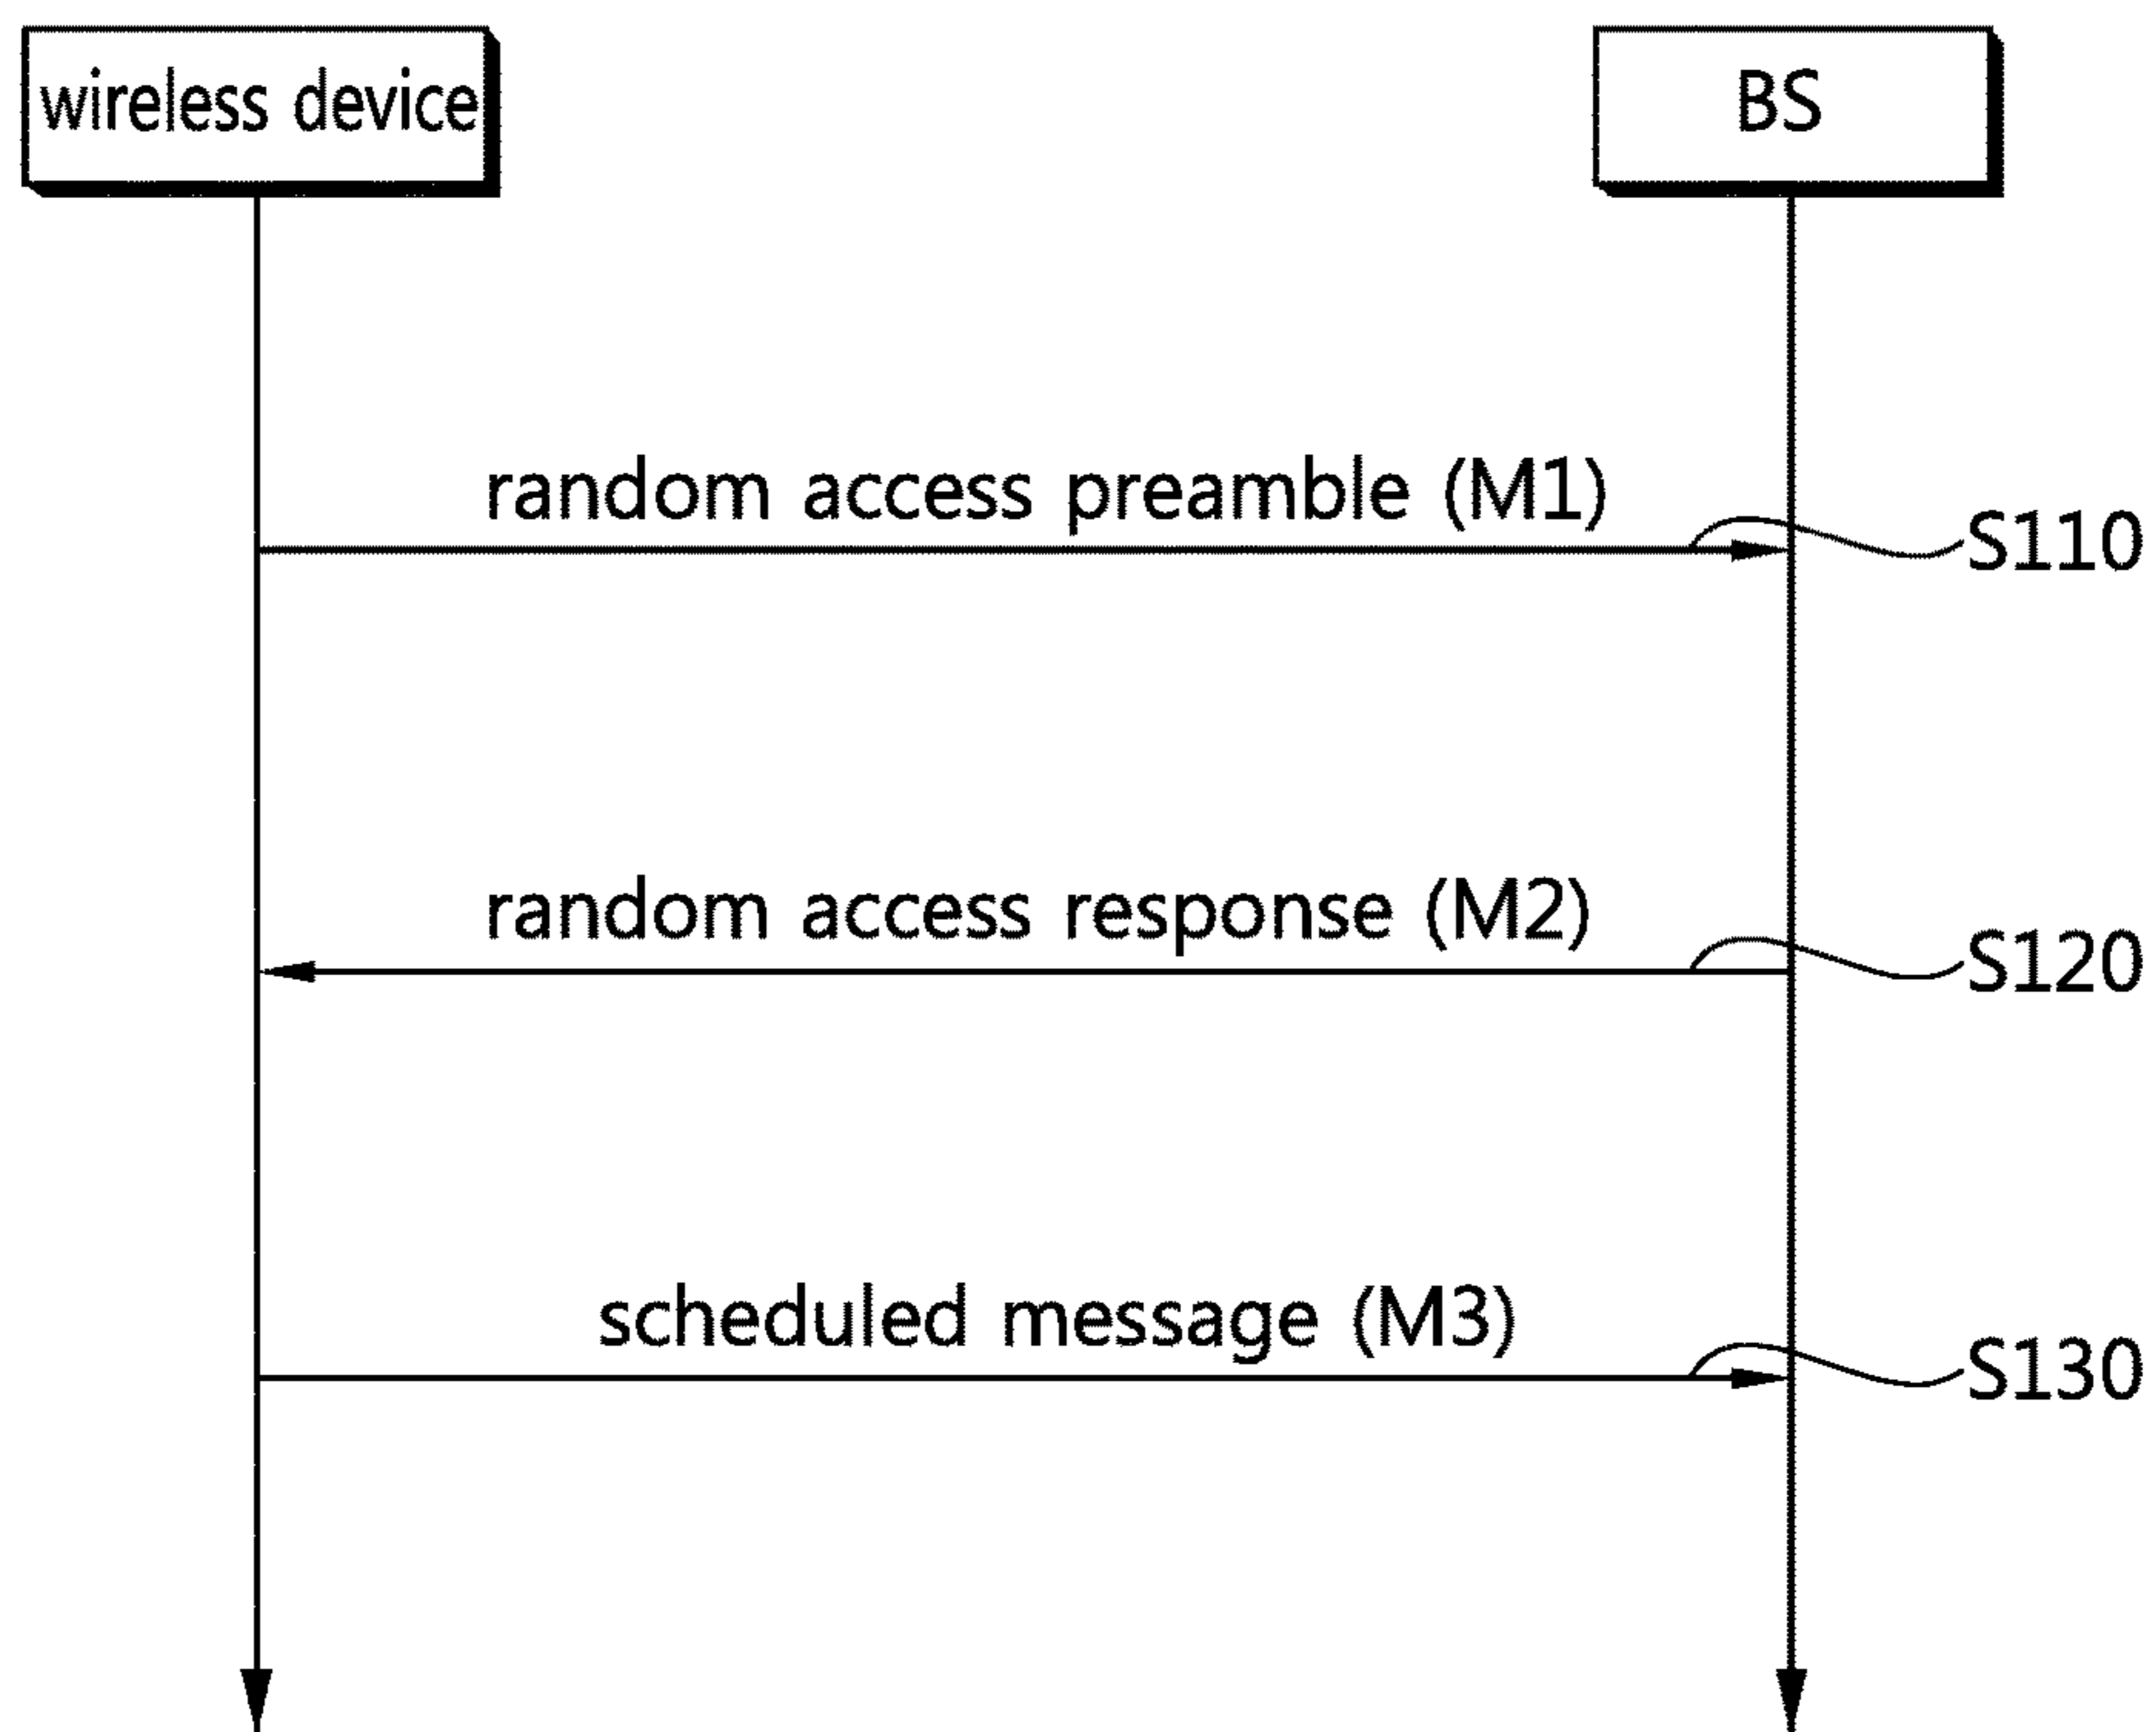 wireless device
BS
random access preamble (M1)
S110
random access response (M2)
S120
scheduled message (M3)
S130